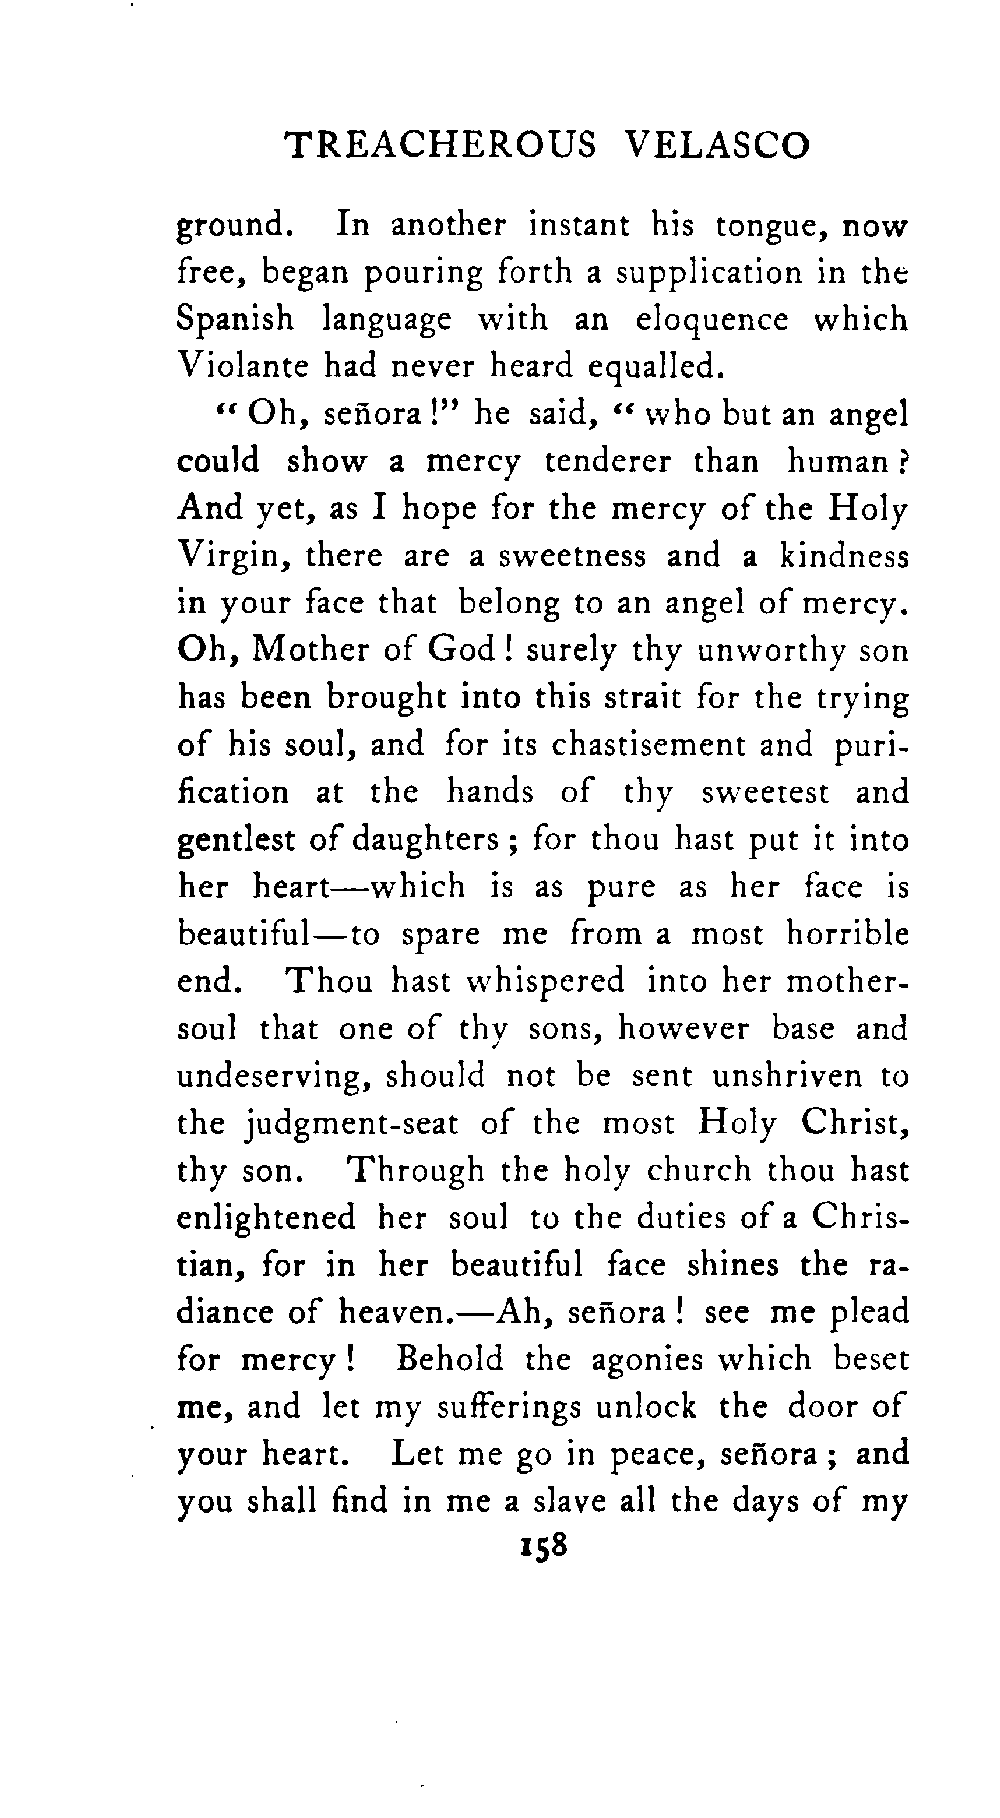 TREACHEROUS VELASCO
ground. In another instant his tongue, now
free, began pouring forth a supplication in the
Spanish language with an eloquence which
Violante had never heard equalled.
“Oh, señora!” he said, “who but an angel
could show a mercy tenderer than human?
And yet, as I hope for the mercy of the Holy
Virgin, there are a sweetness and a kindness
in your face that belong to an angel of mercy.
Oh, Mother of God! surely thy unworthy son
has been brought into this strait for the trying
of his soul, and for its chastisement and puri-
fication at the hands of thy sweetest and
gentlest of daughters; for thou hast put it into
her heart—which is as pure as her face is
beautiful—to spare me from a most horrible
end. Thou hast whispered into her mother-
soul that one of thy sons, however base and
undeserving, should not be sent unshriven to
the judgment-seat of the most Holy Christ,
thy son. Through the holy church thou hast
enlightened her soul to the duties of a Chris-
tian, for in her beautiful face shines the ra-
diance of heaven.—Ah, señora! see me plead
for mercy! Behold the agonies which beset
me, and let my sufferings unlock the door of
your heart. Let me go in peace, señora; and
you shall find in me a slave all the days of my
158